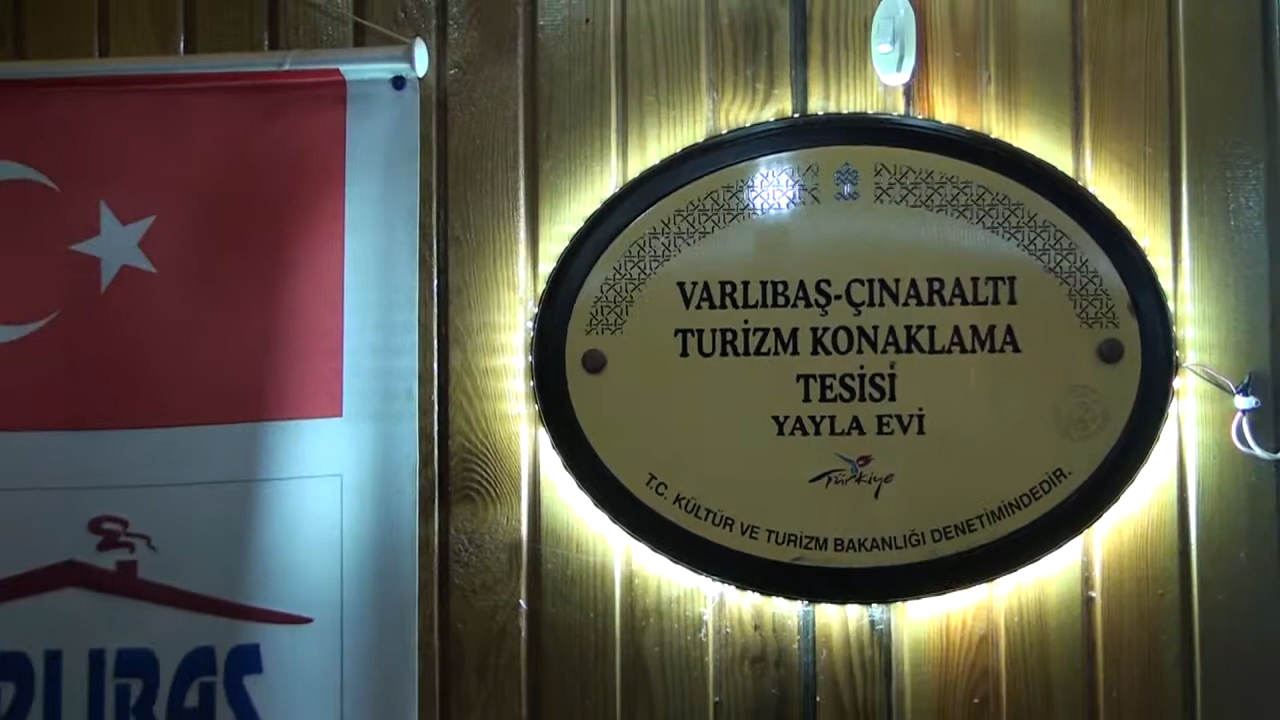 VARLIBAŞ-ÇINARALTI
TURİZM KONAKLAMA
TESİSİ
YAYLA EVİ
Türkiye
T.C. KÜLTÜR VE TURİZM BAKANLIĞI DENETİMİNDEDİR.